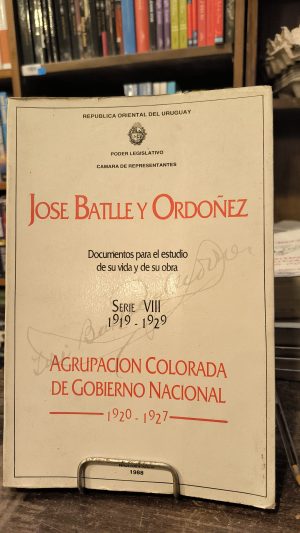 REPUBLICA ORIENTAL DEL URUGUAY
PODER LEGISLATIVO
CAMARA DE REPRESENTANTES
JOSE BATLLE Y ORDOÑEZ
Documentos para el estudio
de su vida y de su obra
SERIE VIII
1919 - 1929
AGRUPACION COLORADA
DE GOBIERNO NACIONAL
1920 - 1927
1988